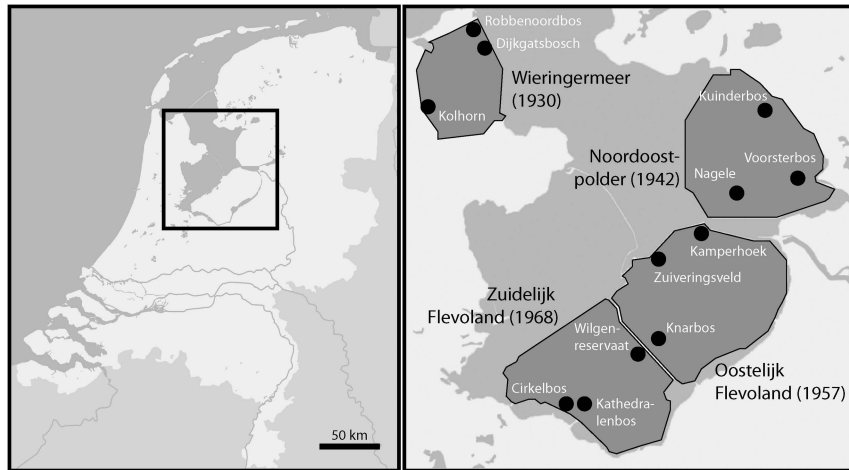 50 km
Robbenoordbos
Dijkgatsbosch
Wieringermeer
(1930)
Kolhorn
Kuinderbos
Noordoost-
polder (1942)
Voorsterbos
Nagele
Kamperhoek
Zuiveringsveld
Zuidelijk
Flevoland (1968)
Wilgen-
reservaat
Knarbos
Oostelijk
Flevoland (1957)
Cirkelbos
Kathedra-
lenbos